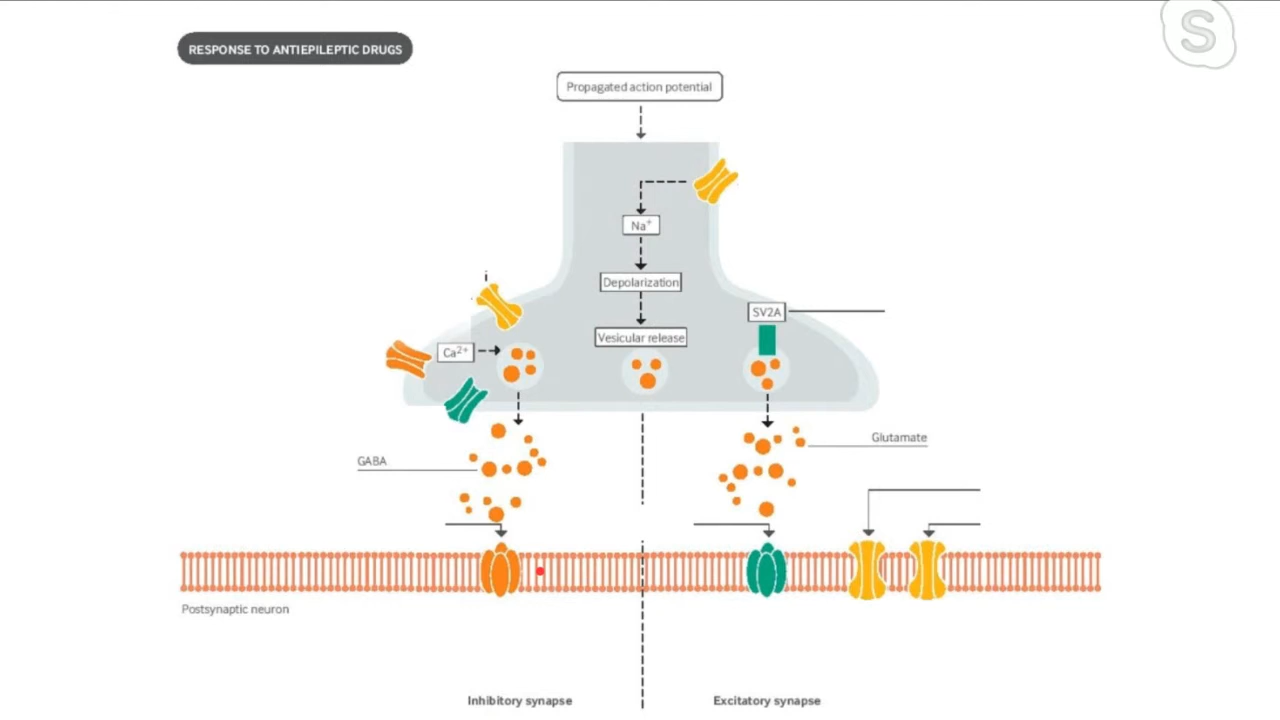 S
RESPONSE TO ANTIEPILEPTIC DRUGS
Propagated action potential
Na⁺
Depolarization
SV2A
Vesicular release
Ca²⁺
Glutamate
GABA
Postsynaptic neuron
Inhibitory synapse
Excitatory synapse